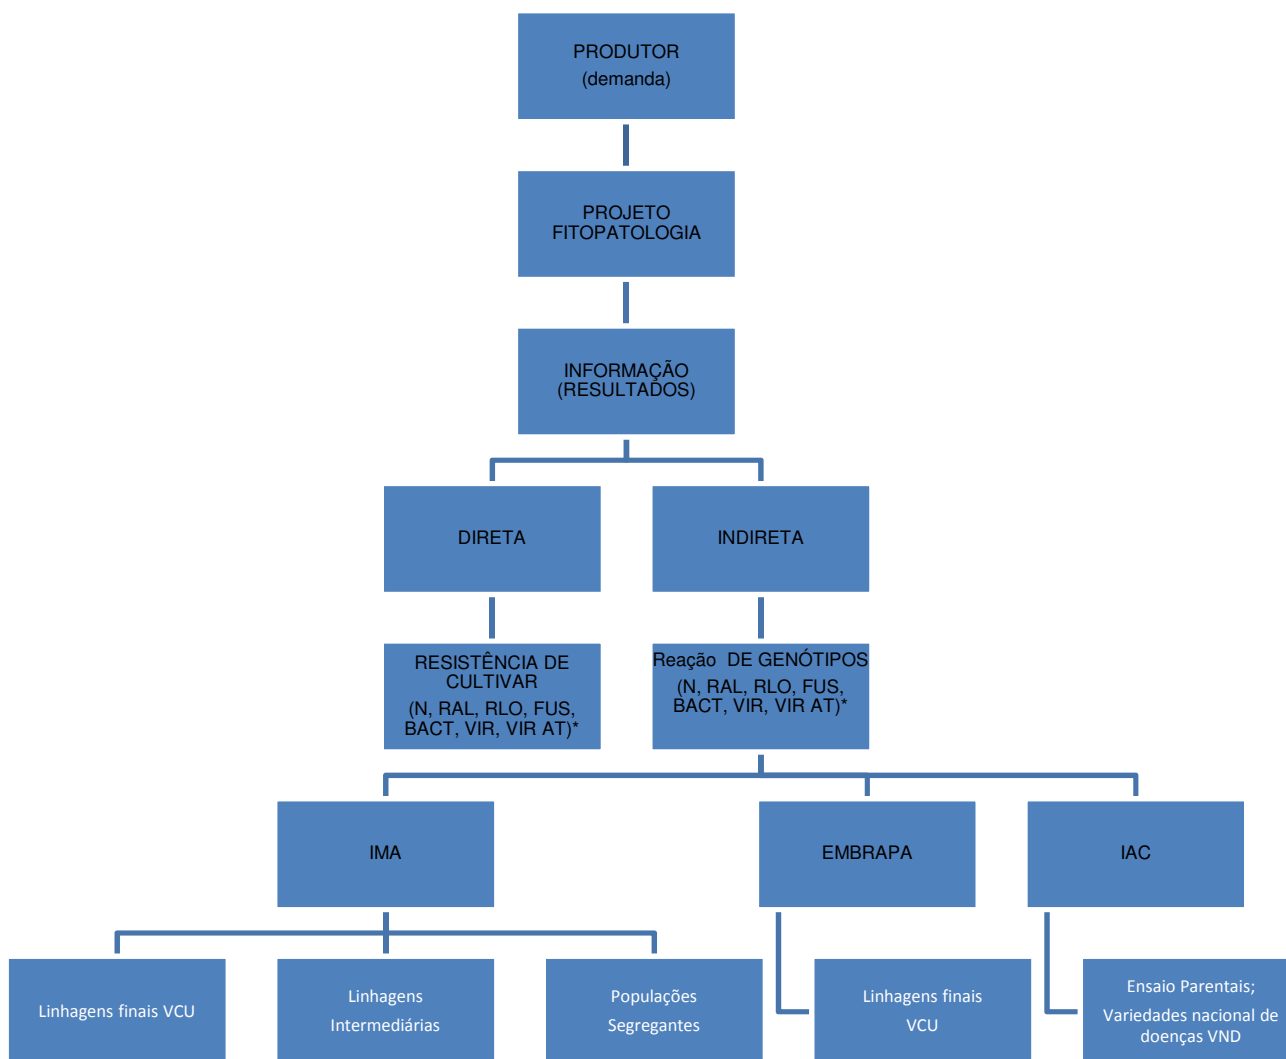 PRODUTOR
(demanda)
PROJETO
FITOPATOLOGIA
INFORMAÇÃO
(RESULTADOS)
DIRETA
INDIRETA
RESISTÊNCIA DE
CULTIVAR
(N, RAL, RLO, FUS,
BACT, VIR, VIR AT)*
Reação DE GENÓTIPOS
(N, RAL, RLO, FUS,
BACT, VIR, VIR AT)*
IMA
EMBRAPA
IAC
Linhagens finais VCU
Linhagens
Intermediárias
Populações
Segregantes
Linhagens finais
VCU
Ensaio Parentais;
Variedades nacional de
doenças VND